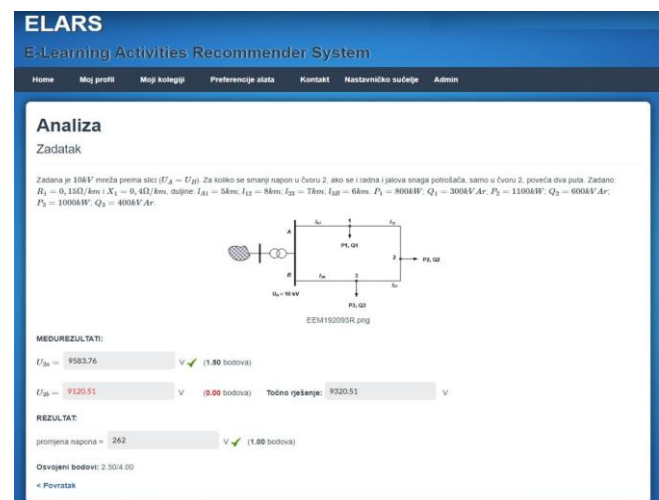 ELARS
E-Learning Activities Recommender System
Home Moj profil Moji kolegiji Preferencije alata Kontakt Nastavničko sučelje Admin
Analiza
Zadatak
Zadana je 10kV mreža prema slici (U_A = U_B). Za koliko se smanji napon u čvoru 2, ako se i radna i jalova snaga potrošača, samo u čvoru 2, poveća dva puta. Zadano:
R_1 = 0,15Ω/km i X_1 = 0,4Ω/km, duljine: l_A1 = 5km; l_12 = 8km; l_23 = 7km; l_3B = 6km. P_1 = 800kW; Q_1 = 300kVAr; P_2 = 1100kW; Q_2 = 600kVAr;
P_3 = 1000kW; Q_3 = 400kVAr.
A 1
P1, Q1
2 P2, Q2
B 3
Uₙ = 10 kV
P3, Q3
EEM192093R.png
MEĐUREZULTATI:
U_2a = 9583.76 V (1.50 bodova)
U_2b = 9120.51 V (0.00 bodova) Točno rješenje: 9320.51 V
REZULTAT:
promjena napona = 262 V (1.00 bodova)
Osvojeni bodovi: 2.50/4.00
< Povratak